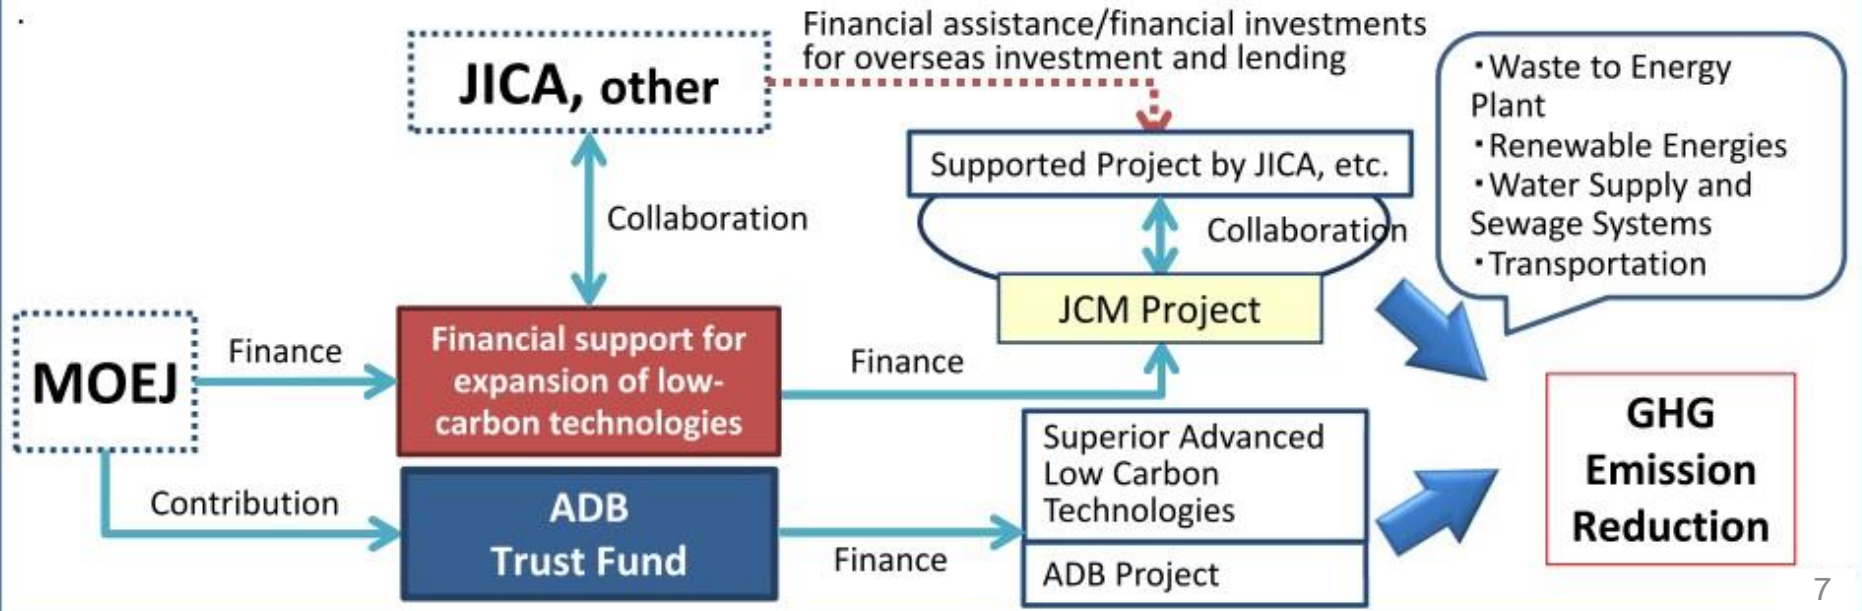 Financial assistance/financial investments
for overseas investment and lending
JICA, other
Supported Project by JICA, etc.
Collaboration
Collaboration
JCM Project
・Waste to Energy
Plant
・Renewable Energies
・Water Supply and
Sewage Systems
・Transportation
MOEJ
Finance
Financial support for
expansion of low-
carbon technologies
Finance
Contribution
ADB
Trust Fund
Finance
Superior Advanced
Low Carbon
Technologies
ADB Project
GHG
Emission
Reduction
7